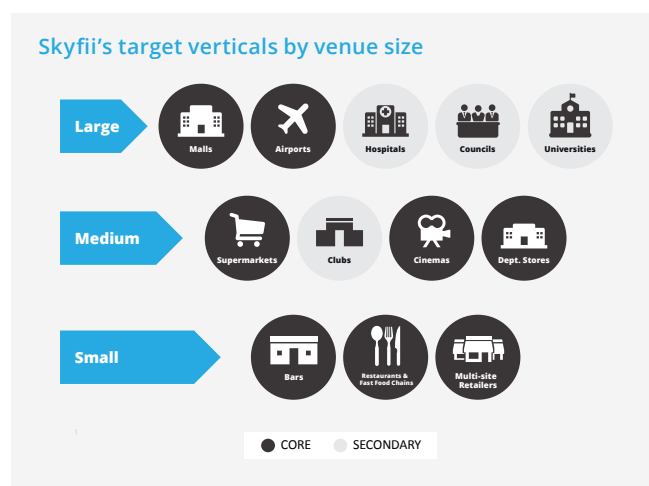 Skyfii's target verticals by venue size
Large
Malls
Airports
Hospitals
Councils
Universities
Medium
Supermarkets
Clubs
Cinemas
Dept. Stores
Small
Bars
Restaurants &
Fast Food Chains
Multi-site
Retailers
CORE
SECONDARY